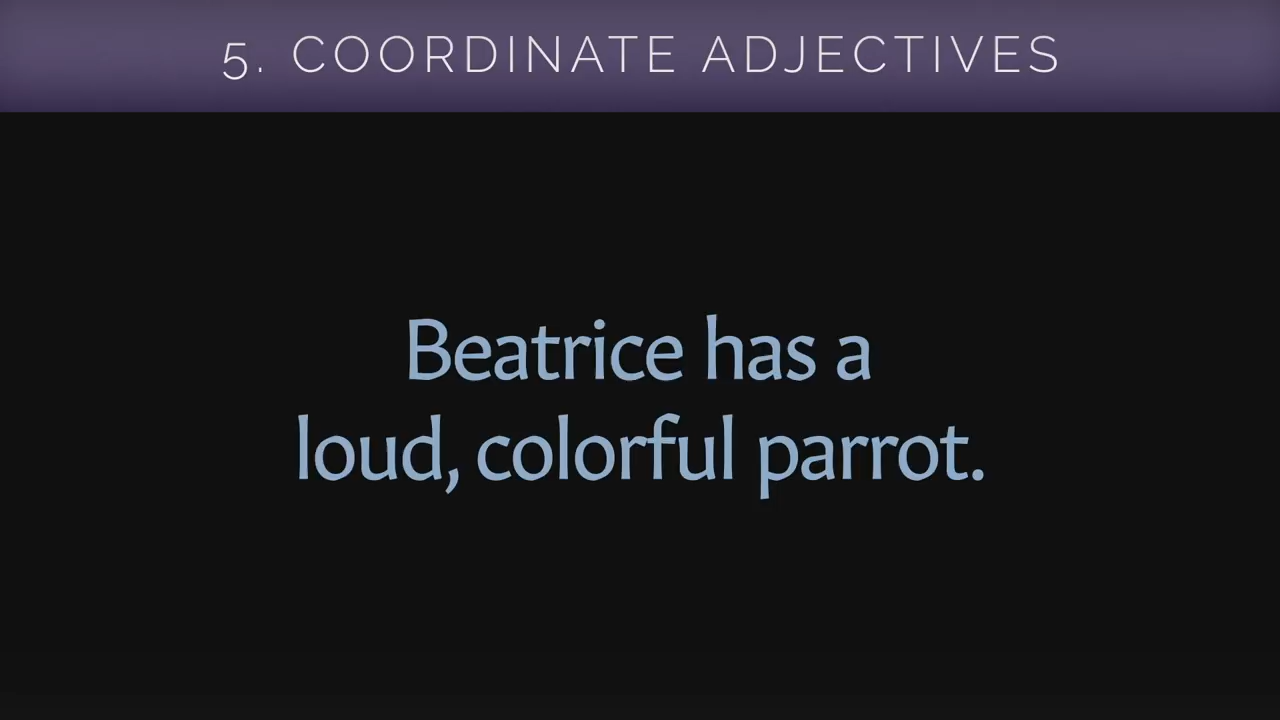 5. COORDINATE ADJECTIVES
Beatrice has a
loud, colorful parrot.